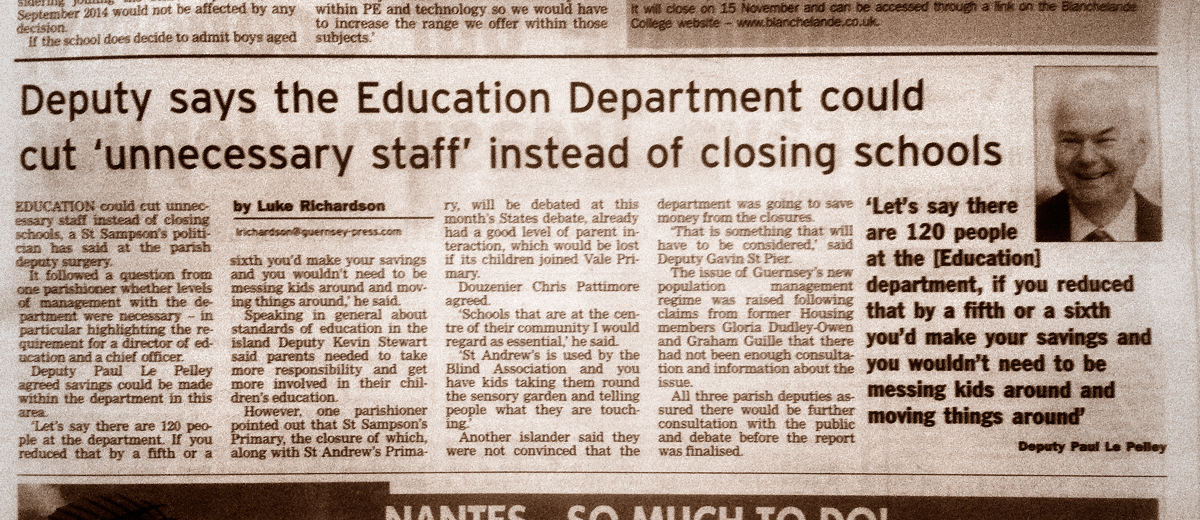 September 2014 would not be affected by any
decision.
If the school does decide to admit boys aged
within PE and technology so we would have
to increase the range we offer within those
subjects.'
It will close on 15 November and can be accessed through a link on the Blanchelande
College website – www.blanchelande.co.uk.
Deputy says the Education Department could
cut 'unnecessary staff' instead of closing schools
EDUCATION could cut unnec-
essary staff instead of closing
schools, a St Sampson's politi-
cian has said at the parish
deputy surgery.
It followed a question from
one parishioner whether levels
of management with the de-
partment were necessary – in
particular highlighting the re-
quirement for a director of ed-
ucation and a chief officer.
Deputy Paul Le Pelley
agreed savings could be made
within the department in this
area.
'Let's say there are 120 peo-
ple at the department. If you
reduced that by a fifth or a
by Luke Richardson
lrichardson@guernsey-press.com
sixth you'd make your savings
and you wouldn't need to be
messing kids around and mov-
ing things around,' he said.
Speaking in general about
standards of education in the
island Deputy Kevin Stewart
said parents needed to take
more responsibility and get
more involved in their chil-
dren's education.
However, one parishioner
pointed out that St Sampson's
Primary, the closure of which,
along with St Andrew's Prima-
ry, will be debated at this
month's States debate, already
had a good level of parent in-
teraction, which would be lost
if its children joined Vale Pri-
mary.
Douzenier Chris Pattimore
agreed.
'Schools that are at the cen-
tre of their community I would
regard as essential,' he said.
'St Andrew's is used by the
Blind Association and you
have kids taking them round
the sensory garden and telling
people what they are touch-
ing.'
Another islander said they
were not convinced that the
department was going to save
money from the closures.
'That is something that will
have to be considered,' said
Deputy Gavin St Pier.
The issue of Guernsey's new
population management
regime was raised following
claims from former Housing
members Gloria Dudley-Owen
and Graham Guille that there
had not been enough consulta-
tion and information about the
issue.
All three parish deputies as-
sured there would be further
consultation with the public
and debate before the report
was finalised.
'Let's say there
are 120 people
at the [Education]
department, if you reduced
that by a fifth or a sixth
you'd make your savings and
you wouldn't need to be
messing kids around and
moving things around'
Deputy Paul Le Pelley
NANTES... SO MUCH TO DO!